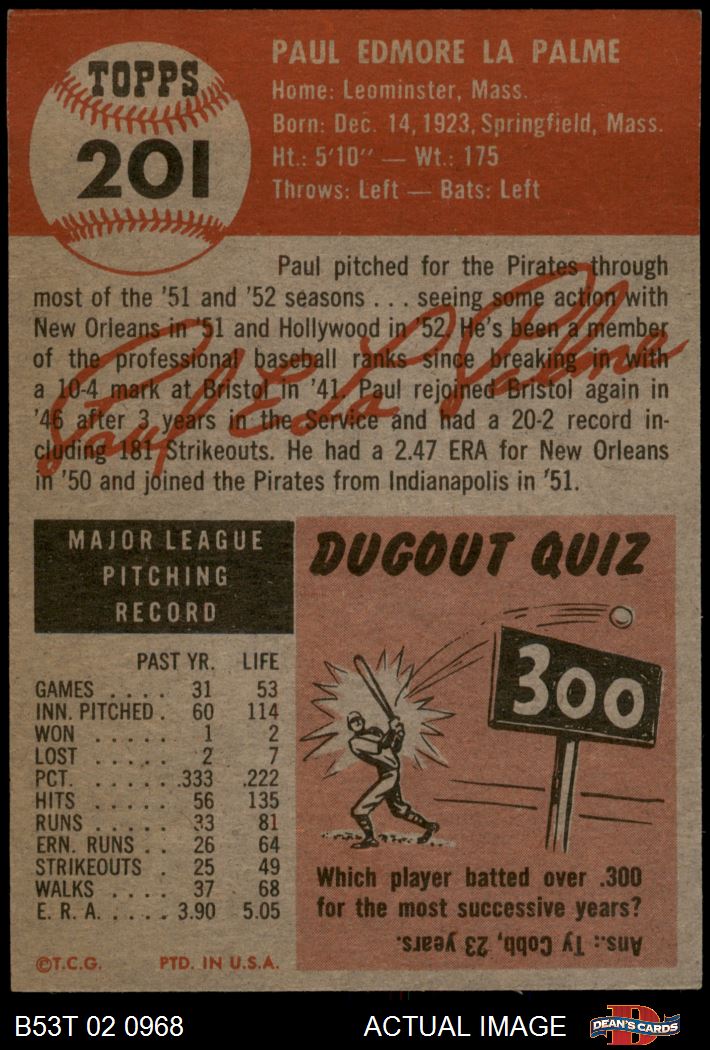 TOPPS
201
PAUL EDMORE LA PALME
Home: Leominster, Mass.
Born: Dec. 14, 1923, Springfield, Mass.
Ht.: 5'10" — Wt.: 175
Throws: Left — Bats: Left
Paul pitched for the Pirates through
most of the '51 and '52 seasons . . . seeing some action with
New Orleans in '51 and Hollywood in '52. He's been a member
of the professional baseball ranks since breaking in with
a 10-4 mark at Bristol in '41. Paul rejoined Bristol again in
'46 after 3 years in the Service and had a 20-2 record in-
cluding 181 Strikeouts. He had a 2.47 ERA for New Orleans
in '50 and joined the Pirates from Indianapolis in '51.
Paul E La Palme
MAJOR LEAGUE
PITCHING
RECORD
PAST YR. LIFE
GAMES . . . . 31 53
INN. PITCHED . 60 114
WON . . . . . 1 2
LOST . . . . . 2 7
PCT. . . . . . .333 .222
HITS . . . . . 56 135
RUNS . . . . . 33 81
ERN. RUNS . . 26 64
STRIKEOUTS . 25 49
WALKS . . . . 37 68
E. R. A. . . . . . 3.90 5.05
©T.C.G. PTD. IN U.S.A.
DUGOUT QUIZ
300
Which player batted over .300
for the most successive years?
Ans.: Ty Cobb, 23 years.
B53T 02 0968 ACTUAL IMAGE
D
DEAN'S CARDS